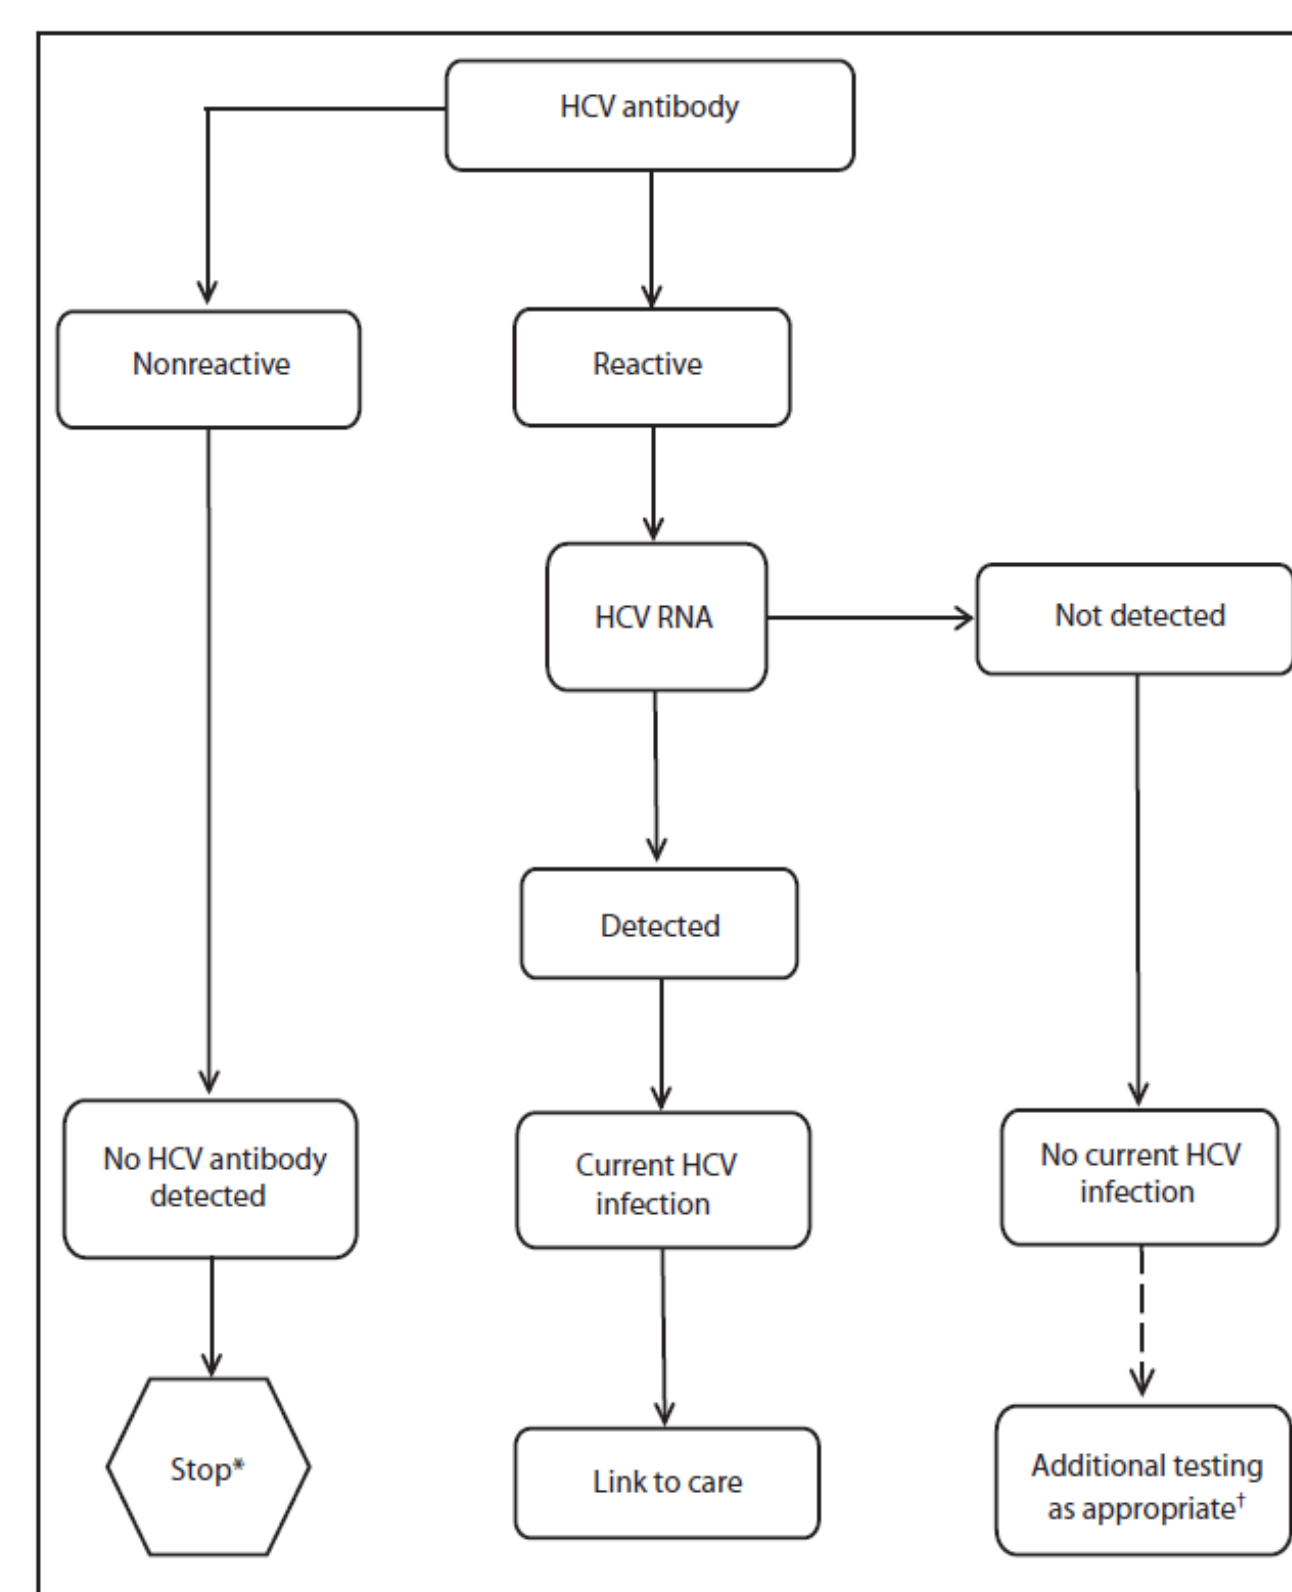 HCV antibody
Nonreactive
Reactive
HCV RNA
Not detected
Detected
No HCV antibody
detected
Current HCV
infection
No current HCV
infection
Stop*
Link to care
Additional testing
as appropriate†